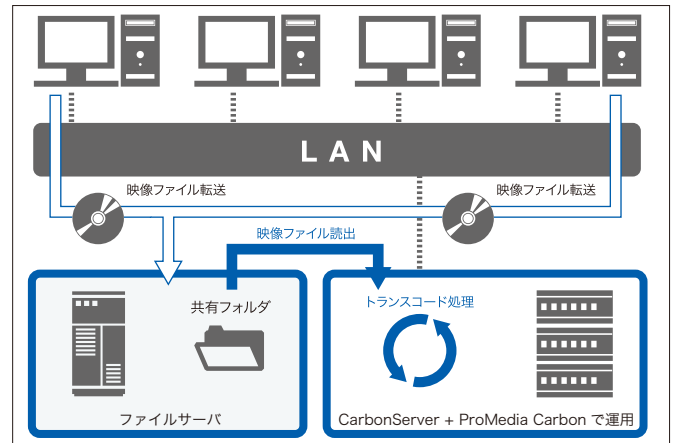 LAN
映像ファイル転送
映像ファイル転送
映像ファイル読出
共有フォルダ
トランスコード処理
ファイルサーバ
CarbonServer + ProMedia Carbon で運用